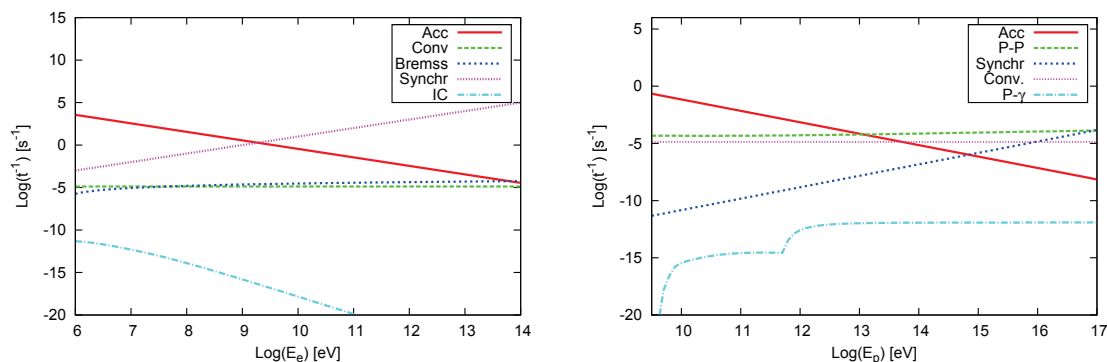 Log(t⁻¹) [s⁻¹]
15
10
5
0
-5
-10
-15
-20
Acc
Conv
Bremss
Synchr
IC
6 7 8 9 10 11 12 13 14
Log(Eₑ) [eV]
Log(t⁻¹) [s⁻¹]
5
0
-5
-10
-15
-20
Acc
P-P
Synchr
Conv.
P-γ
10 11 12 13 14 15 16 17
Log(Eₚ) [eV]